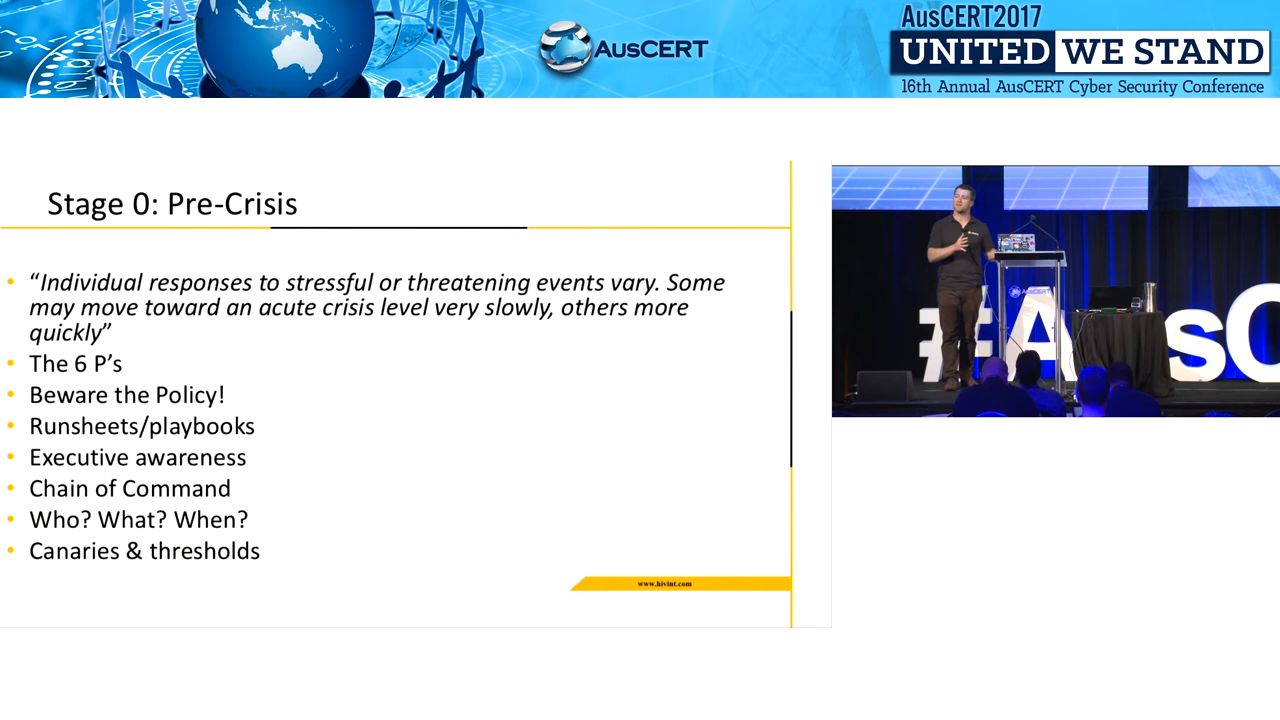 AusCERT
AusCERT2017
UNITED WE STAND
16th Annual AusCERT Cyber Security Conference
Stage 0: Pre-Crisis
• “Individual responses to stressful or threatening events vary. Some
may move toward an acute crisis level very slowly, others more
quickly”
• The 6 P’s
• Beware the Policy!
• Runsheets/playbooks
• Executive awareness
• Chain of Command
• Who? What? When?
• Canaries & thresholds
www.hivint.com
AusCERT
#AusC